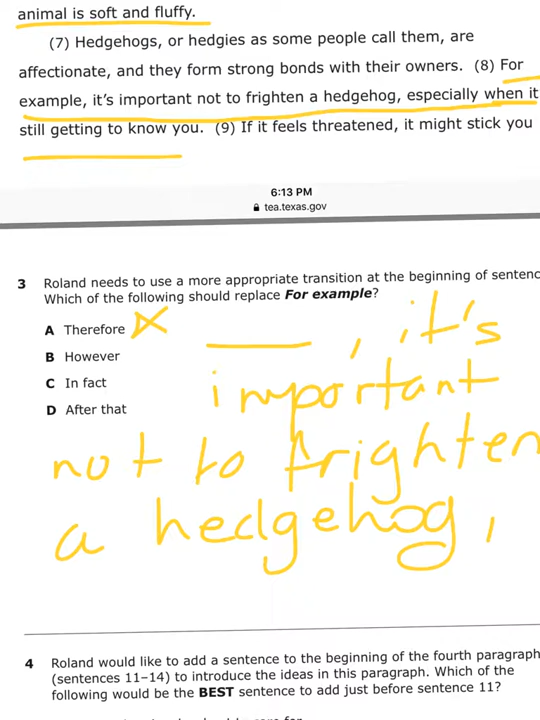 animal is soft and fluffy.
(7) Hedgehogs, or hedgies as some people call them, are
affectionate, and they form strong bonds with their owners. (8) For
example, it's important not to frighten a hedgehog, especially when it
still getting to know you. (9) If it feels threatened, it might stick you
6:13 PM
tea.texas.gov
3 Roland needs to use a more appropriate transition at the beginning of sentenc
Which of the following should replace For example?
A Therefore
B However
C In fact
D After that
, it's
important
not to frighten
a hedgehog,
4 Roland would like to add a sentence to the beginning of the fourth paragraph
(sentences 11–14) to introduce the ideas in this paragraph. Which of the
following would be the BEST sentence to add just before sentence 11?